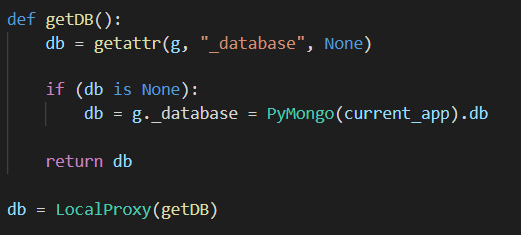 def getDB():
    db = getattr(g, "_database", None)
    if (db is None):
        db = g._database = PyMongo(current_app).db
    return db
db = LocalProxy(getDB)